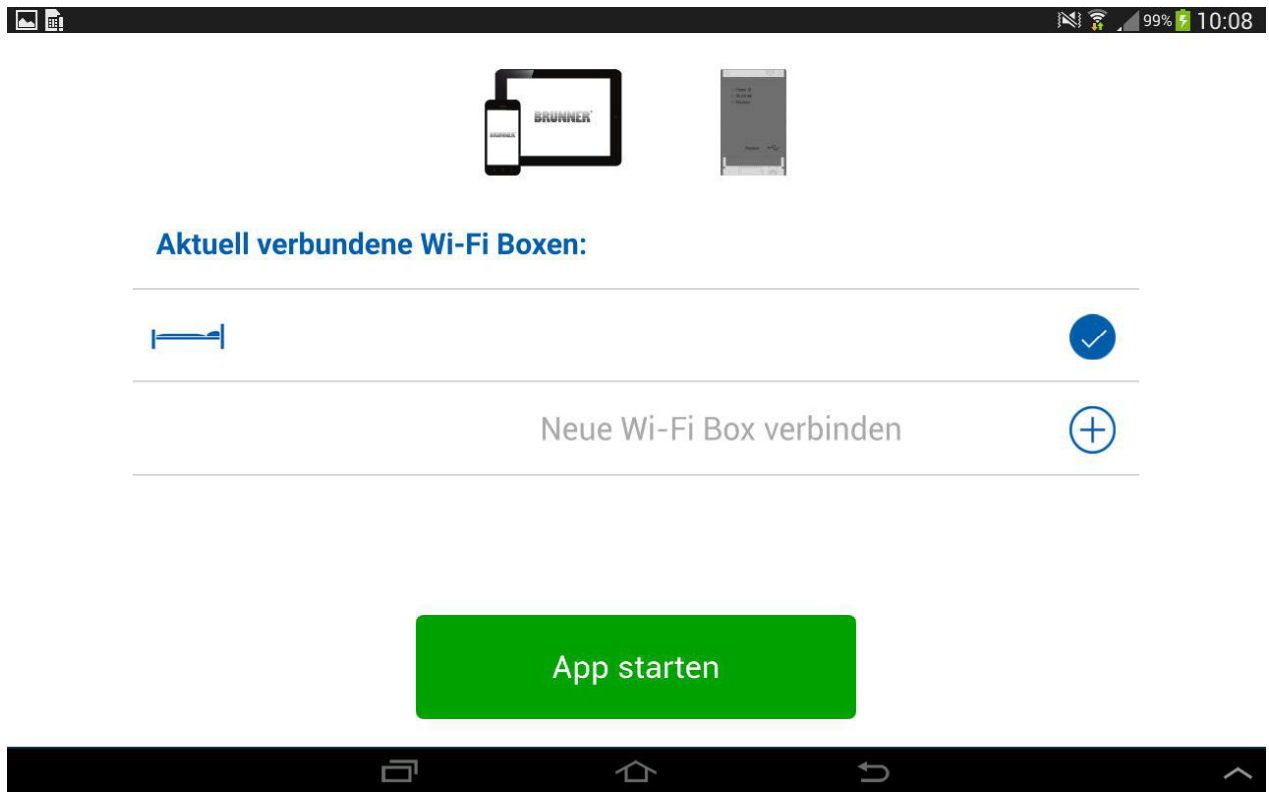 99% 10:08
BRUNNER
BRUNNER
Aktuell verbundene Wi-Fi Boxen:
Neue Wi-Fi Box verbinden
App starten